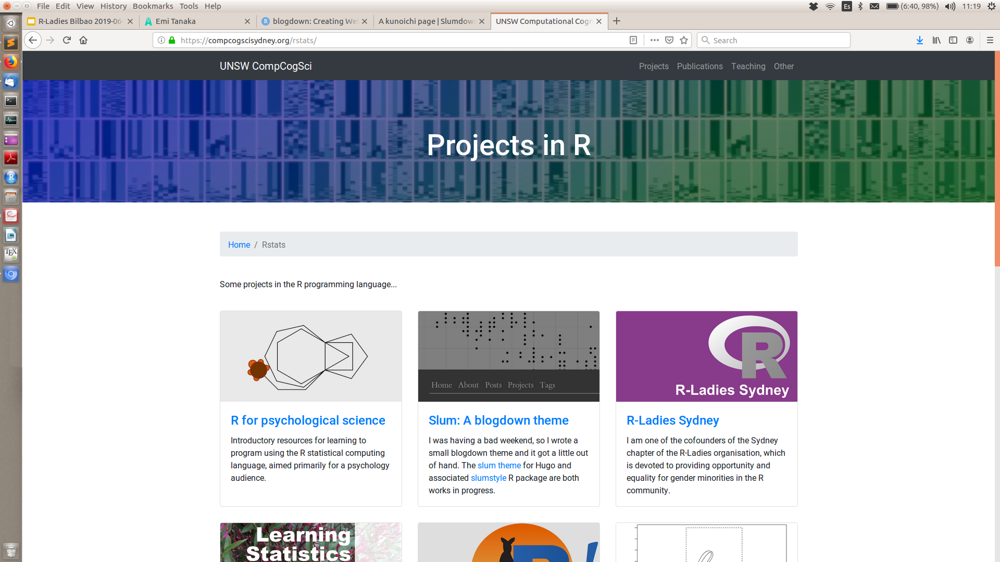 File Edit View History Bookmarks Tools Help
Es (6:40, 98%) 11:19
R-Ladies Bilbao 2019-06-
Emi Tanaka
blogdown: Creating We
A kunoichi page | Slumdow
UNSW Computational Cogn
https://compcogscisydney.org/rstats/
Search
UNSW CompCogSci
Projects Publications Teaching Other
Projects in R
Home / Rstats
Some projects in the R programming language...
Home About Posts Projects Tags
R
R-Ladies Sydney
R for psychological science
Introductory resources for learning to
program using the R statistical computing
language, aimed primarily for a psychology
audience.
Slum: A blogdown theme
I was having a bad weekend, so I wrote a
small blogdown theme and it got a little out
of hand. The slum theme for Hugo and
associated slumstyle R package are both
works in progress.
R-Ladies Sydney
I am one of the cofounders of the Sydney
chapter of the R-Ladies organisation, which
is devoted to providing opportunity and
equality for gender minorities in the R
community.
Learning
Statistics
TEX